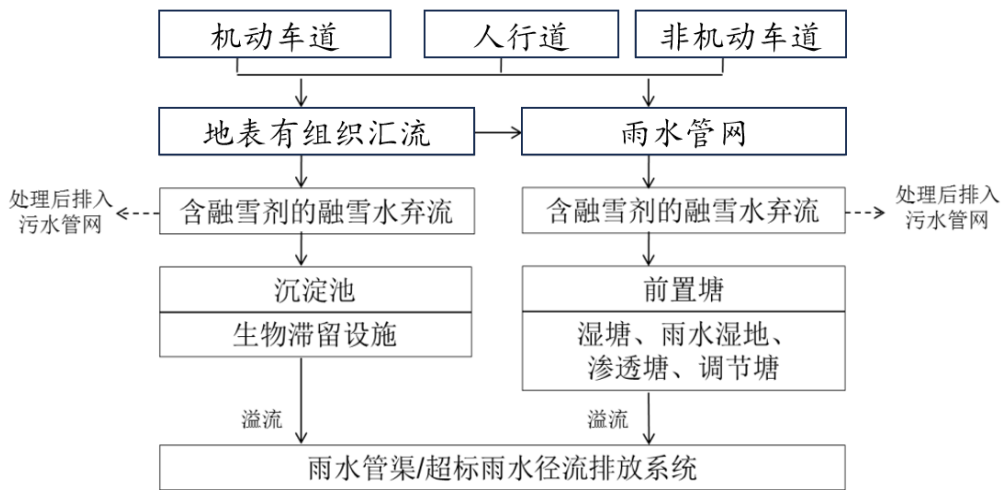 机动车道
人行道
非机动车道
地表有组织汇流
雨水管网
处理后排入
污水管网
含融雪剂的融雪水弃流
含融雪剂的融雪水弃流
处理后排入
污水管网
沉淀池
前置塘
生物滞留设施
湿塘、雨水湿地、
渗透塘、调节塘
溢流
溢流
雨水管渠/超标雨水径流排放系统